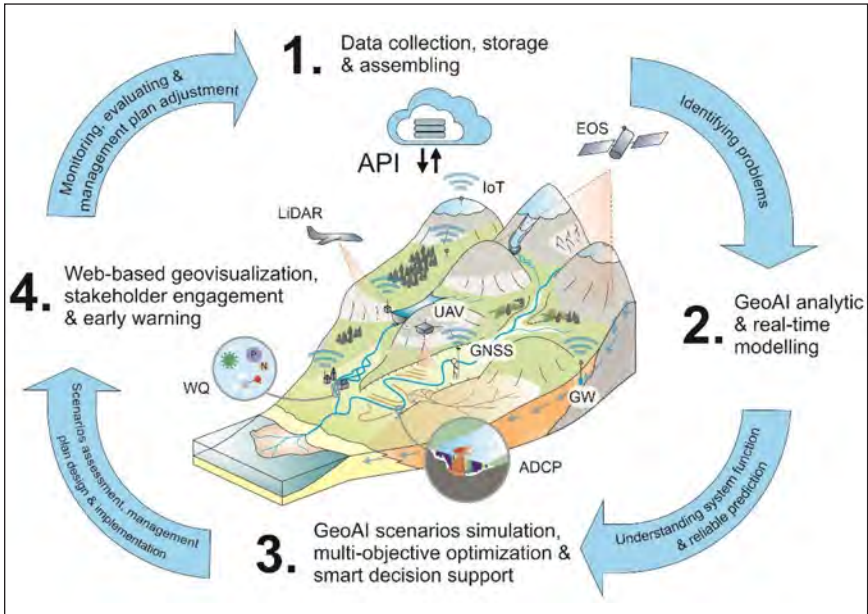 1. Data collection, storage
& assembling
Identifying problems
2. GeoAI analytic
& real-time
modelling
Understanding system function
& reliable prediction
3. GeoAI scenarios simulation,
multi-objective optimization &
smart decision support
Scenarios assessment, management
plan design & implementation
4. Web-based geovisualization,
stakeholder engagement
& early warning
Monitoring, evaluating &
management plan adjustment
API
EOS
IoT
LiDAR
UAV
GNSS
WQ
P
N
GW
ADCP